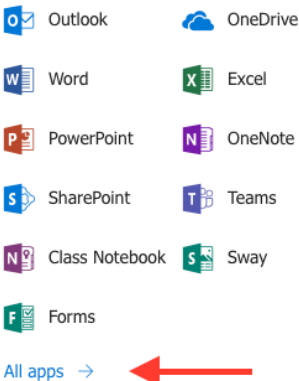 Outlook OneDrive
Word Excel
PowerPoint OneNote
SharePoint Teams
Class Notebook Sway
Forms
All apps →